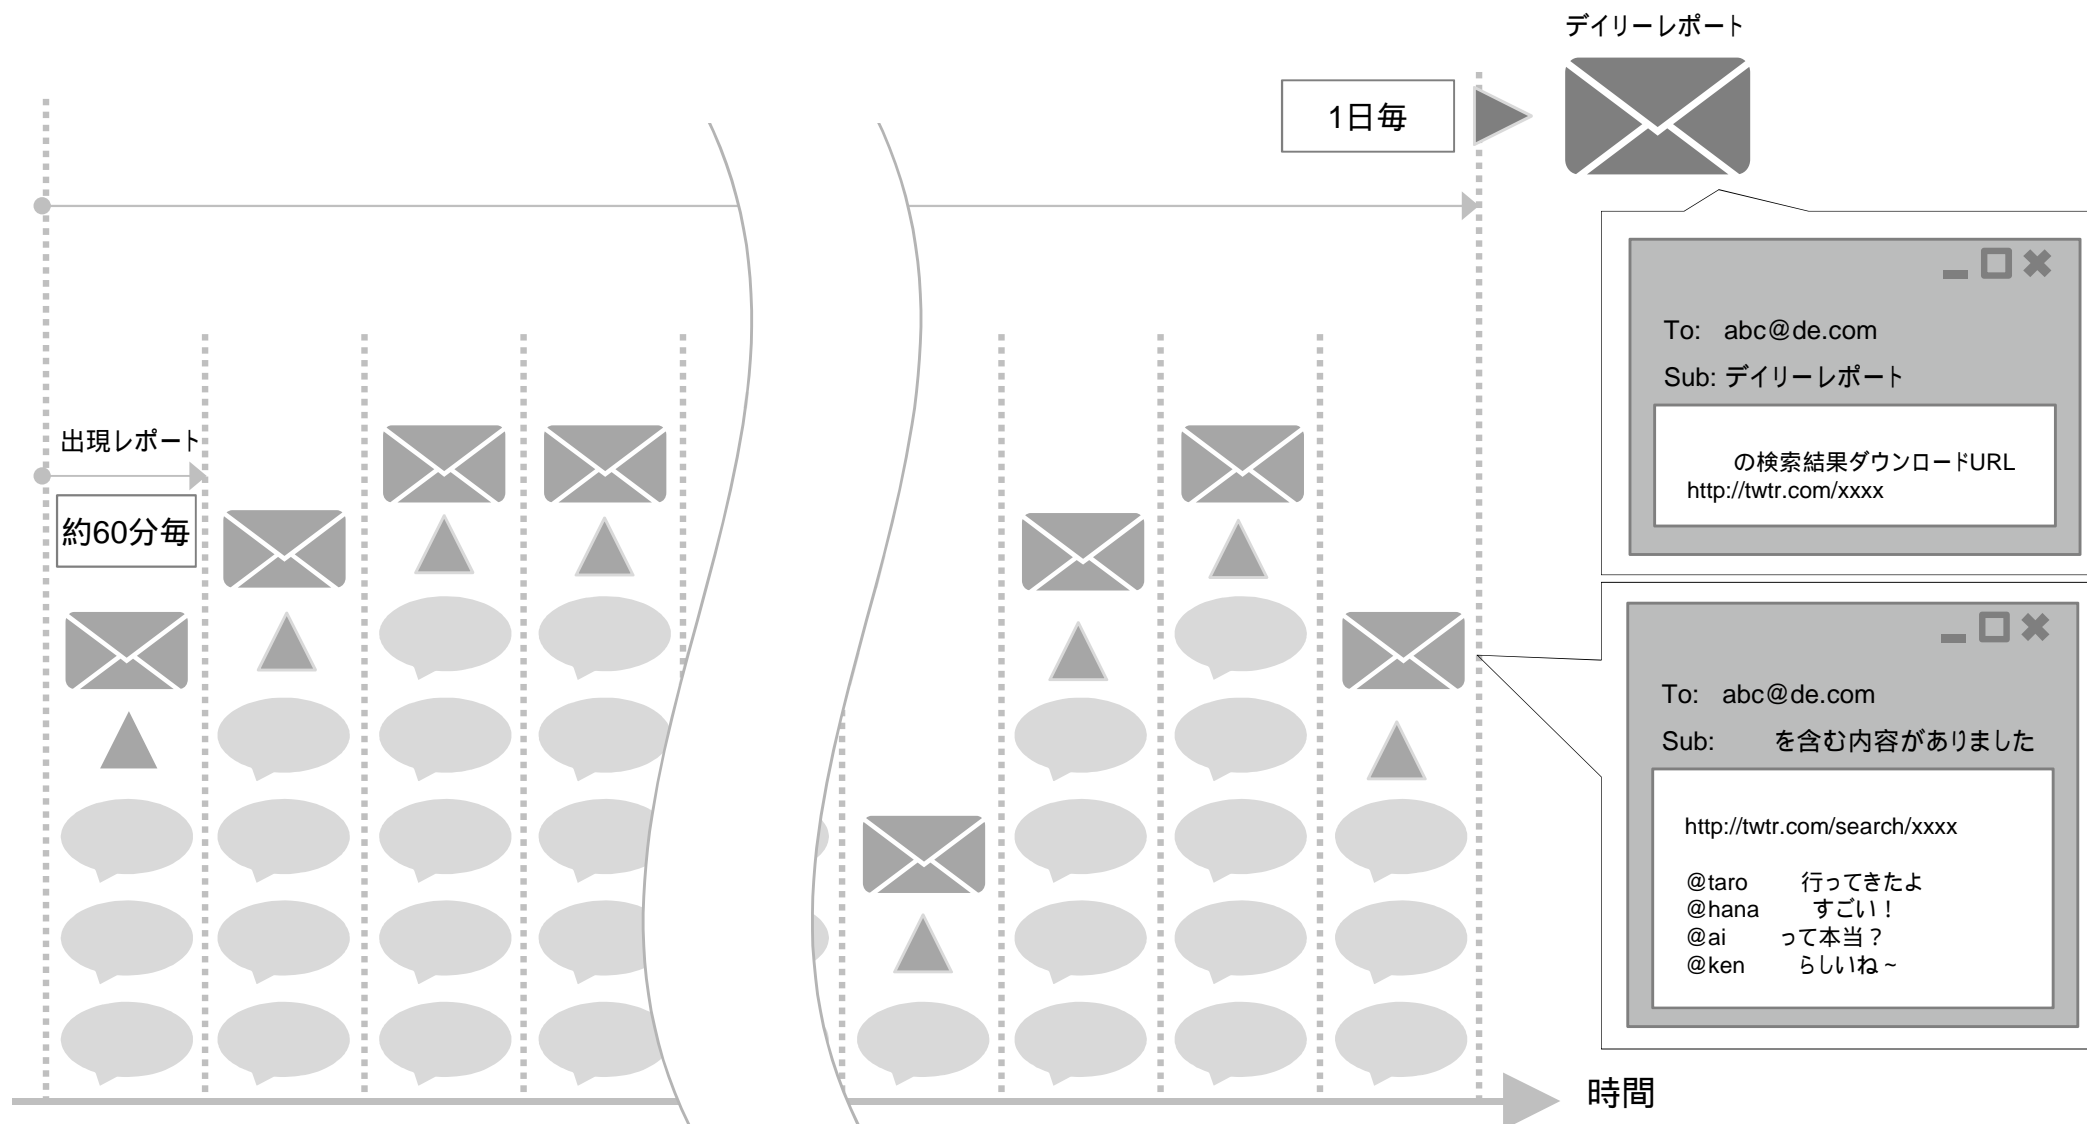 デイリーレポート
1日毎
To: abc@de.com
Sub: デイリーレポート
の検索結果ダウンロードURL
http://twtr.com/xxxx
出現レポート
約60分毎
To: abc@de.com
Sub: を含む内容がありました
http://twtr.com/search/xxxx
@taro 行ってきたよ
@hana すごい！
@ai って本当？
@ken らしいね～
時間